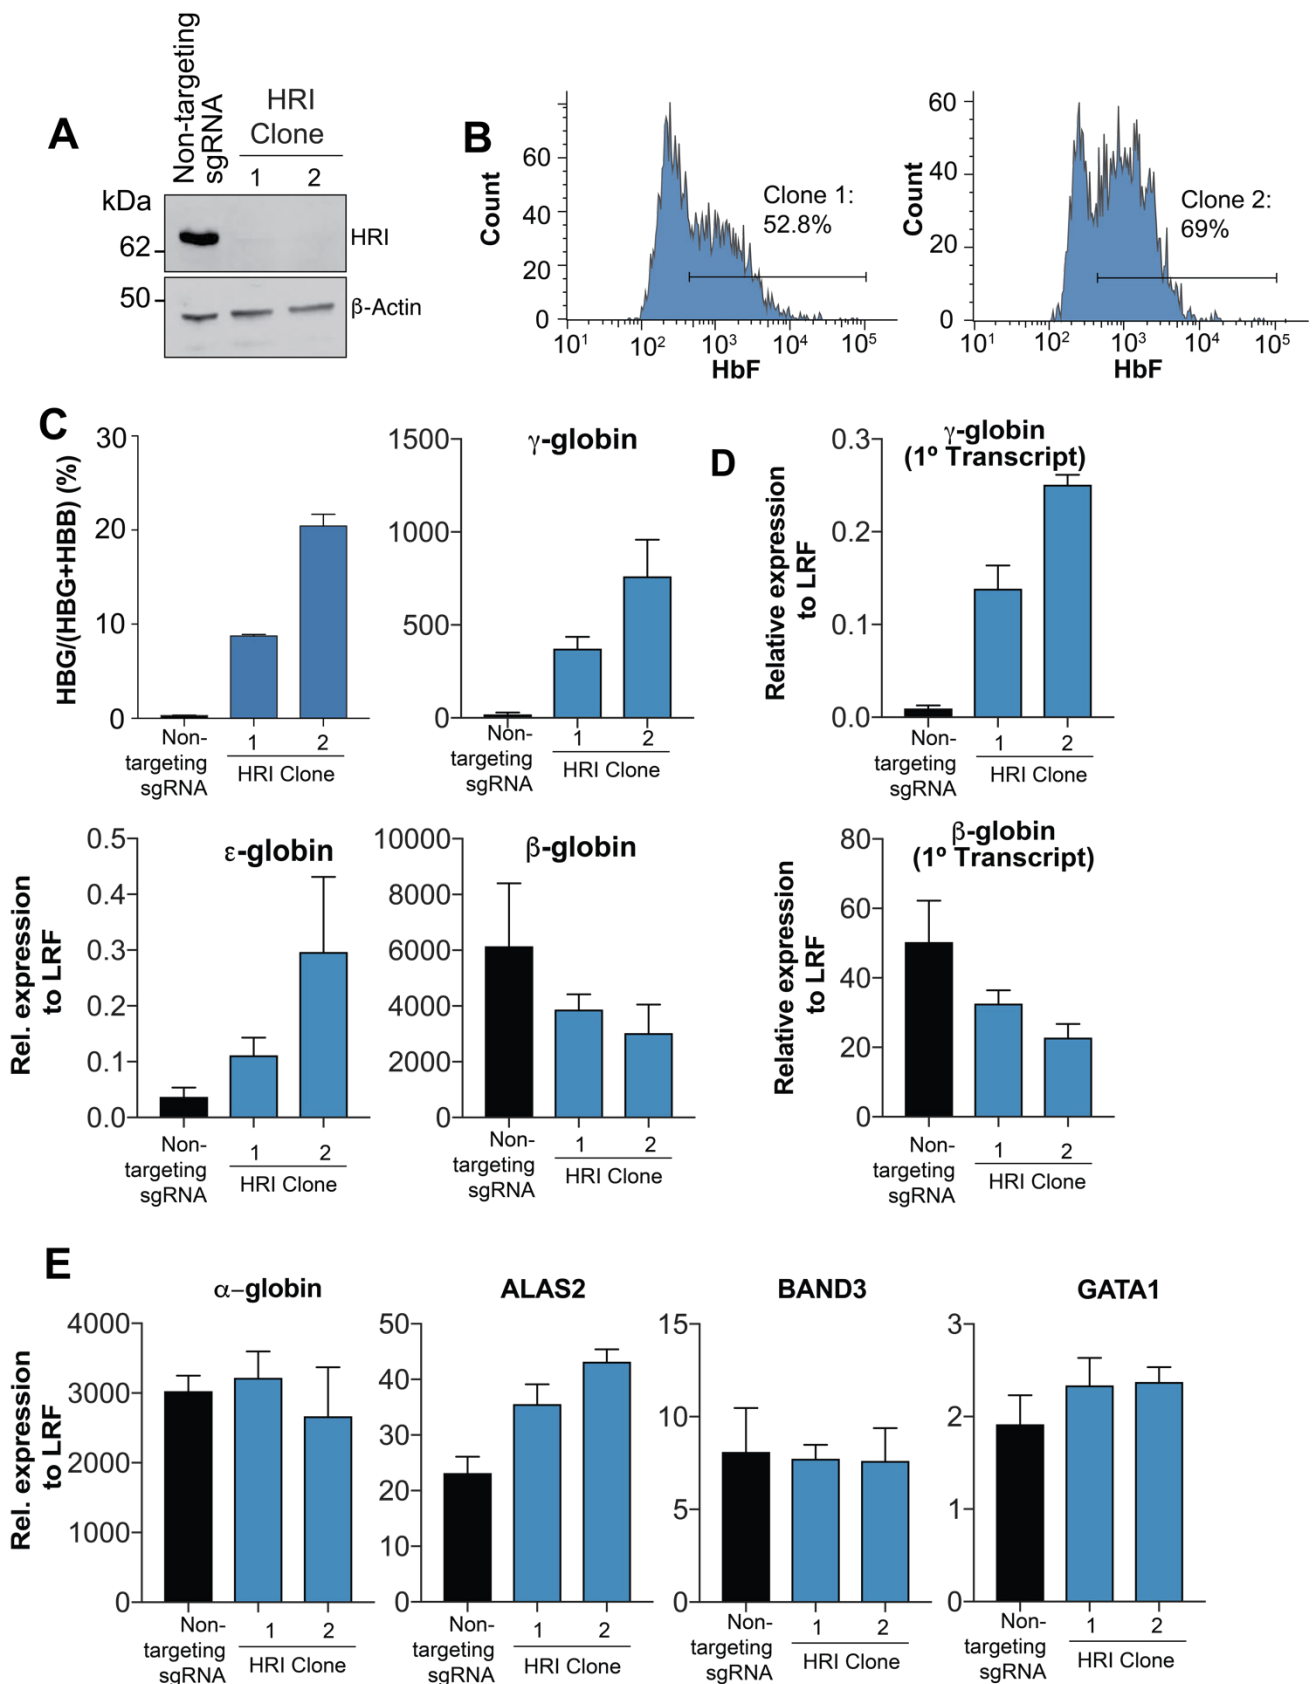 A
Non-targeting
sgRNA
HRI
Clone
1 2
kDa
62
HRI
50
β-Actin
B
Count
60
40
20
0
Clone 1:
52.8%
10¹ 10² 10³ 10⁴ 10⁵
HbF
Count
60
40
20
0
Clone 2:
69%
10¹ 10² 10³ 10⁴ 10⁵
HbF
C
HBG/(HBG+HBB) (%)
30
20
10
0
Non-
targeting
sgRNA
1 2
HRI Clone
γ-globin
1500
1000
500
0
Non-
targeting
sgRNA
1 2
HRI Clone
D
γ-globin
(1º Transcript)
Relative expression
to LRF
0.3
0.2
0.1
0.0
Non-
targeting
sgRNA
1 2
HRI Clone
ε-globin
Rel. expression
to LRF
0.5
0.4
0.3
0.2
0.1
0.0
Non-
targeting
sgRNA
1 2
HRI Clone
β-globin
10000
8000
6000
4000
2000
0
Non-
targeting
sgRNA
1 2
HRI Clone
β-globin
(1º Transcript)
Relative expression
to LRF
80
60
40
20
0
Non-
targeting
sgRNA
1 2
HRI Clone
E
α–globin
Rel. expression
to LRF
4000
3000
2000
1000
0
Non-
targeting
sgRNA
1 2
HRI Clone
ALAS2
50
40
30
20
10
0
Non-
targeting
sgRNA
1 2
HRI Clone
BAND3
15
10
5
0
Non-
targeting
sgRNA
1 2
HRI Clone
GATA1
3
2
1
0
Non-
targeting
sgRNA
1 2
HRI Clone